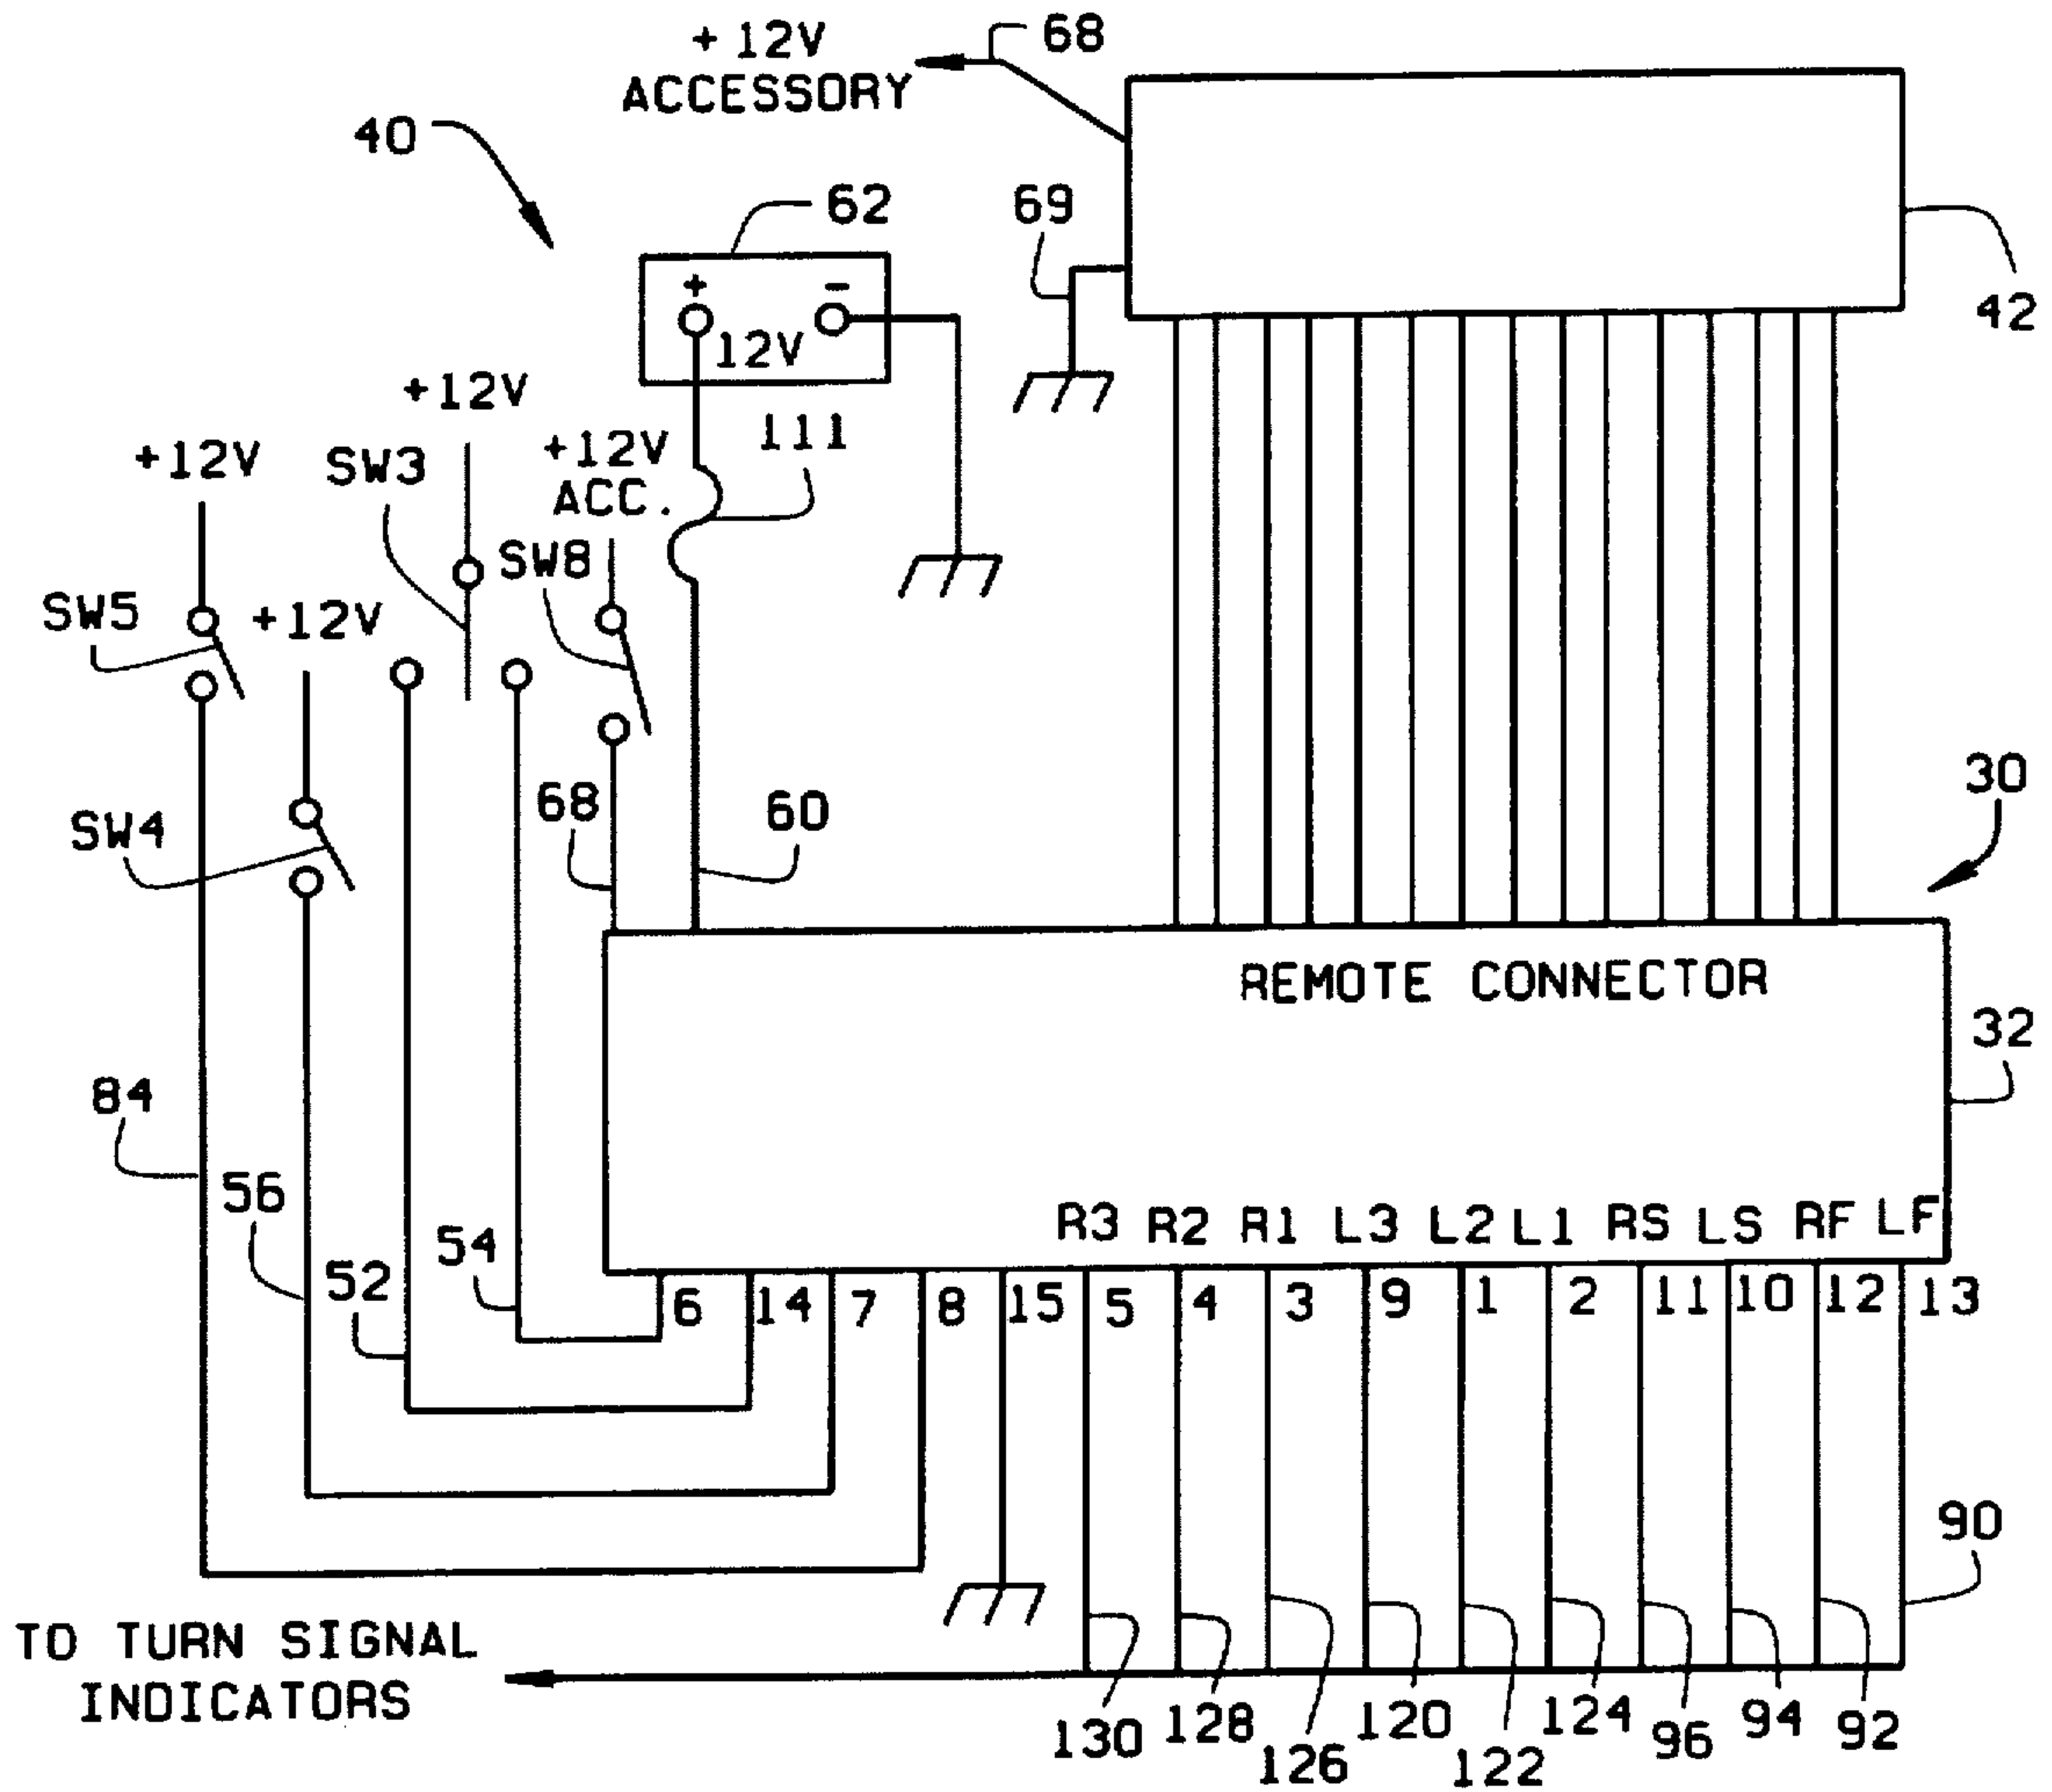 +12V
ACCESSORY
68
40
62
69
+ -
12V
42
+12V
111
+12V
ACC.
+12V
SW3
SW8
SW5
+12V
30
68
60
SW4
REMOTE CONNECTOR
32
84
56
54
52
R3 R2 R1 L3 L2 L1 RS LS RF LF
6 14 7 8 15 5 4 3 9 1 2 11 10 12 13
90
TO TURN SIGNAL
INDICATORS
130 128 126 120 122 124 96 94 92